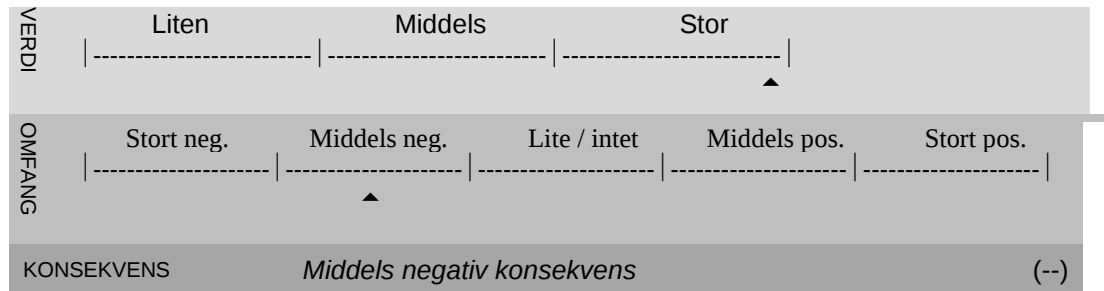 VERDI
Liten Middels Stor
|--------------------------|--------------------------|--------------------------|
OMFANG
Stort neg. Middels neg. Lite / intet Middels pos. Stort pos.
|---------------------|---------------------|---------------------|---------------------|---------------------|
KONSEKVENS Middels negativ konsekvens (--)